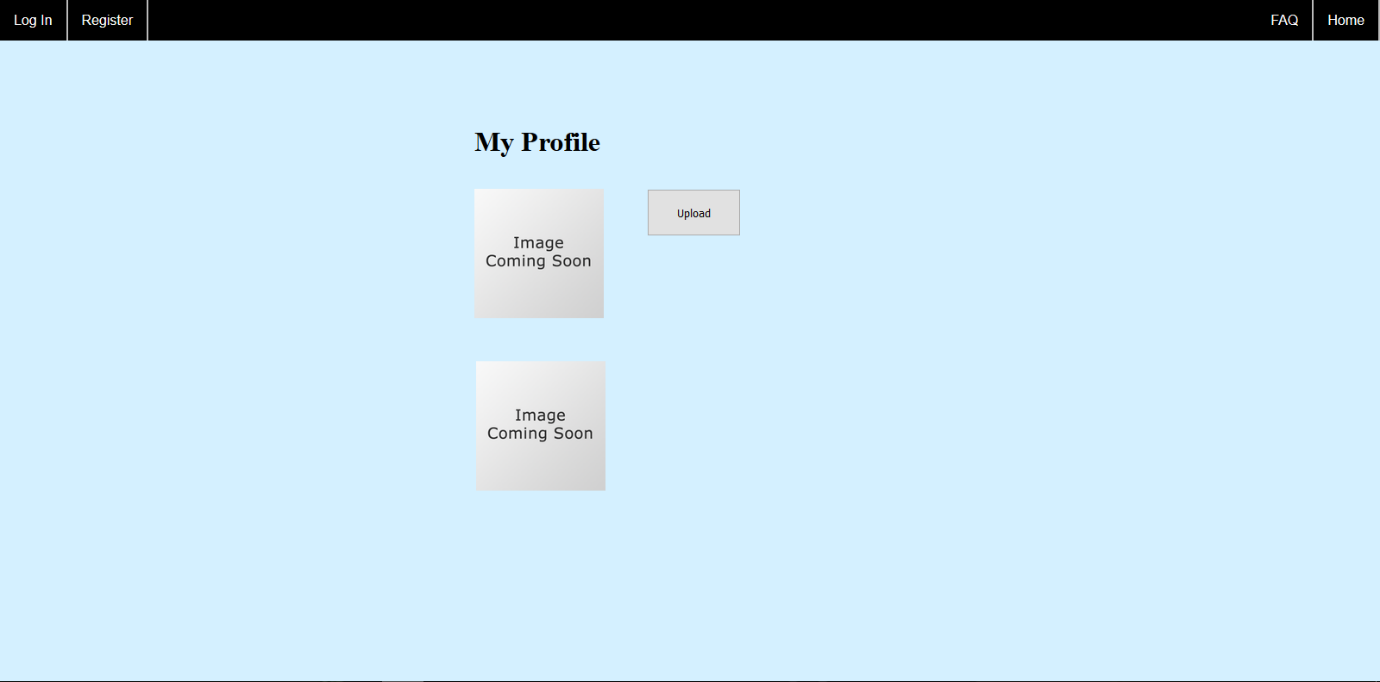 Log In Register FAQ Home
My Profile
Image
Coming Soon
Upload
Image
Coming Soon